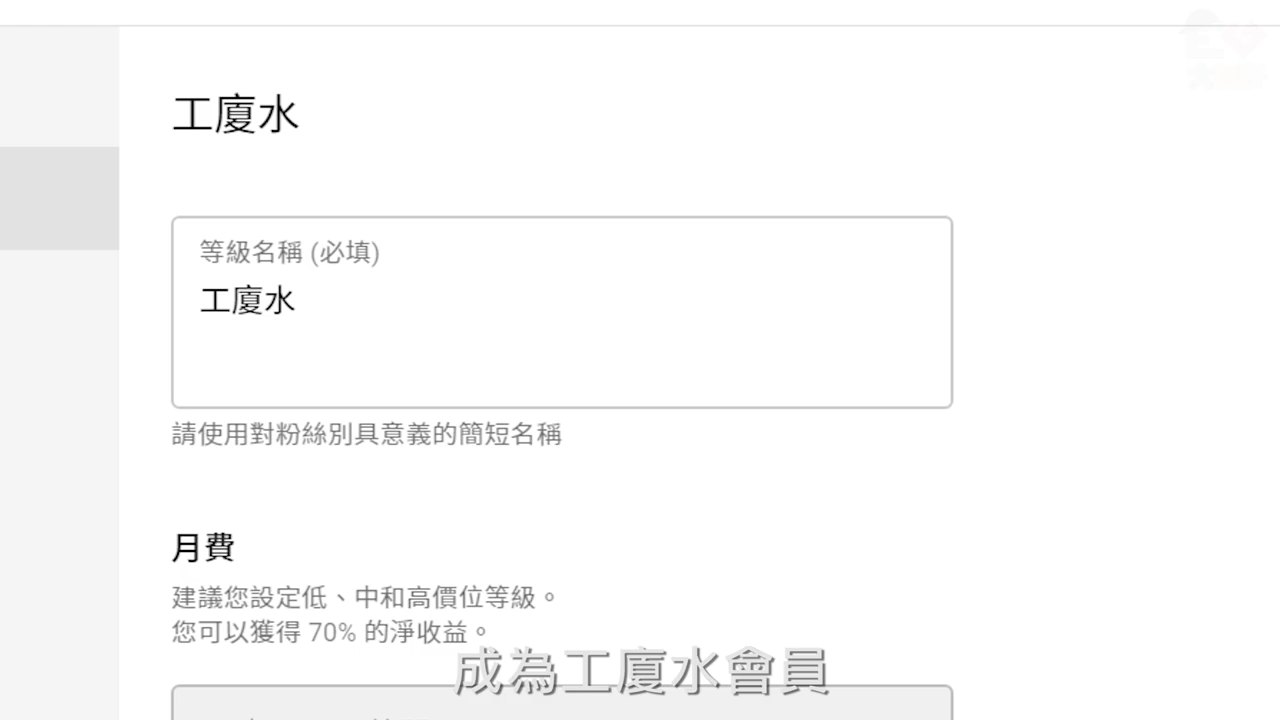 工廈水
等級名稱 (必填)
工廈水
請使用對粉絲別具意義的簡短名稱
月費
建議您設定低、中和高價位等級。
您可以獲得 70% 的淨收益。
成為工廈水會員